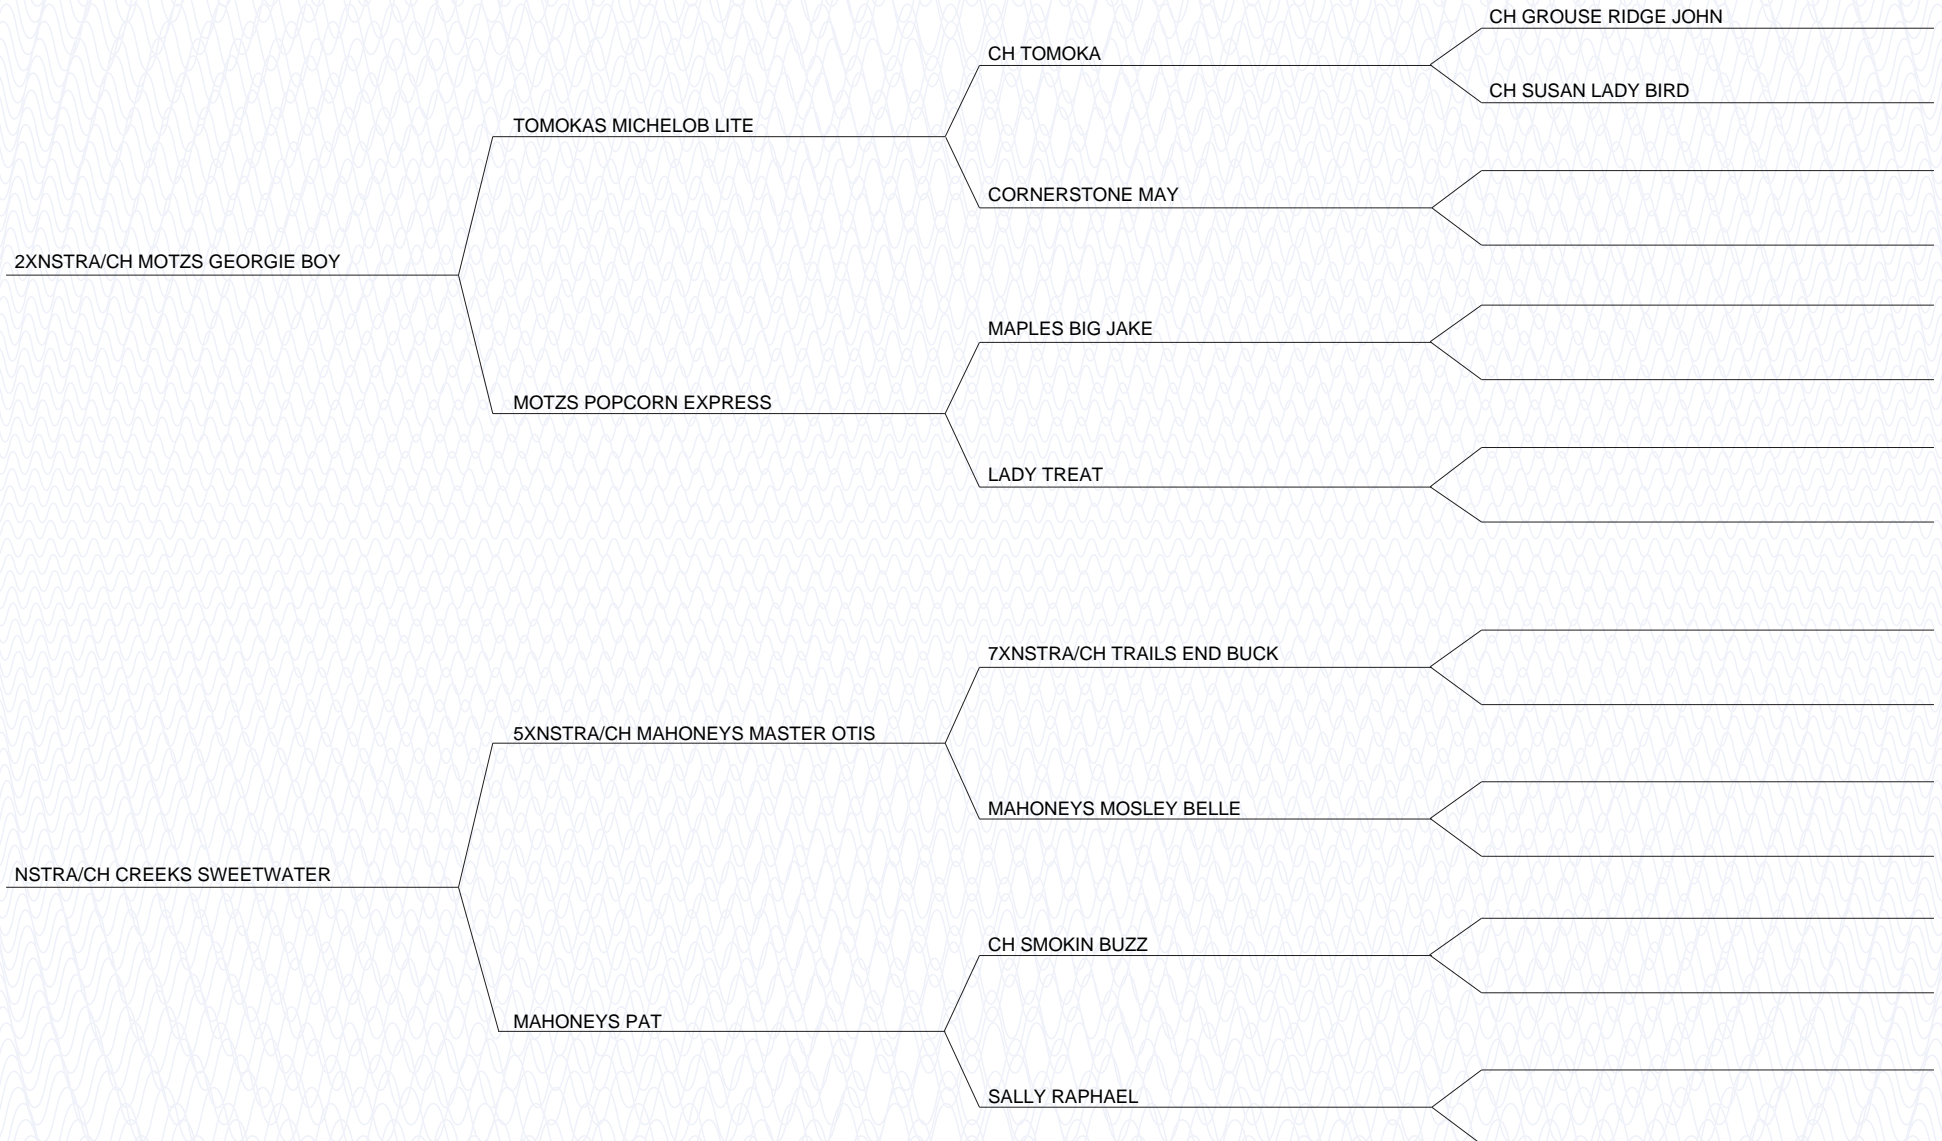 CH GROUSE RIDGE JOHN
CH TOMOKA
CH SUSAN LADY BIRD
TOMOKAS MICHELOB LITE
CORNERSTONE MAY
2XNSTRA/CH MOTZS GEORGIE BOY
MAPLES BIG JAKE
MOTZS POPCORN EXPRESS
LADY TREAT
7XNSTRA/CH TRAILS END BUCK
5XNSTRA/CH MAHONEYS MASTER OTIS
MAHONEYS MOSLEY BELLE
NSTRA/CH CREEKS SWEETWATER
CH SMOKIN BUZZ
MAHONEYS PAT
SALLY RAPHAEL